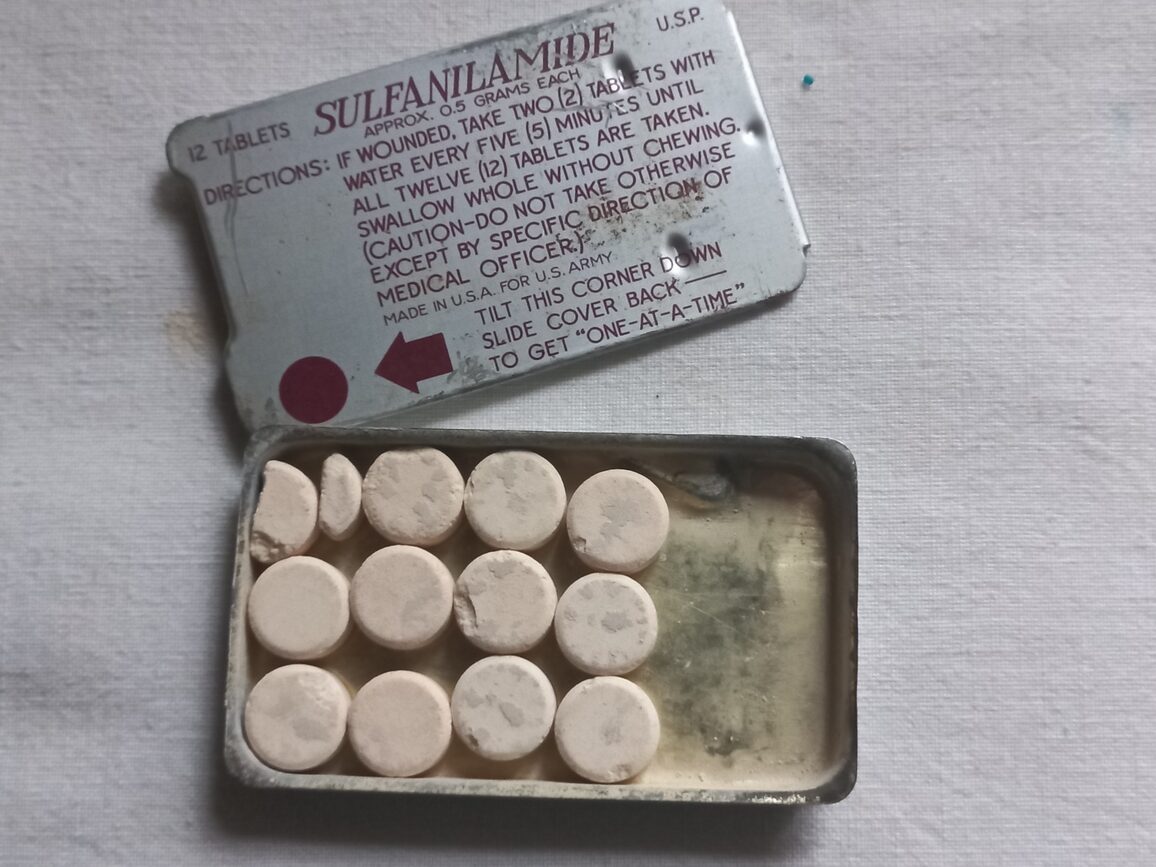 12 TABLETS SULFANILAMIDE U.S.P.
APPROX. 0.5 GRAMS EACH
DIRECTIONS: IF WOUNDED, TAKE TWO (2) TABLETS WITH
WATER EVERY FIVE (5) MINUTES UNTIL
ALL TWELVE (12) TABLETS ARE TAKEN.
SWALLOW WHOLE WITHOUT CHEWING.
(CAUTION-DO NOT TAKE OTHERWISE
EXCEPT BY SPECIFIC DIRECTION OF
MEDICAL OFFICER.)
MADE IN U.S.A. FOR U.S. ARMY
TILT THIS CORNER DOWN
SLIDE COVER BACK
TO GET "ONE-AT-A-TIME"